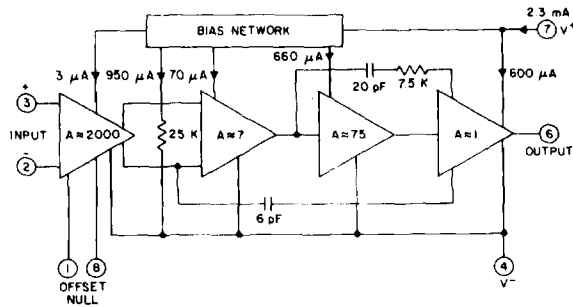 BIAS NETWORK
2.3 mA
7 V+
3 μA 950 μA 70 μA
660 μA
600 μA
20 pF
7.5 K
+
3
INPUT
-
2
A≈2000
25 K
A≈?
A≈75
A≈1
6
OUTPUT
6 pF
1 8
OFFSET
NULL
4
V-